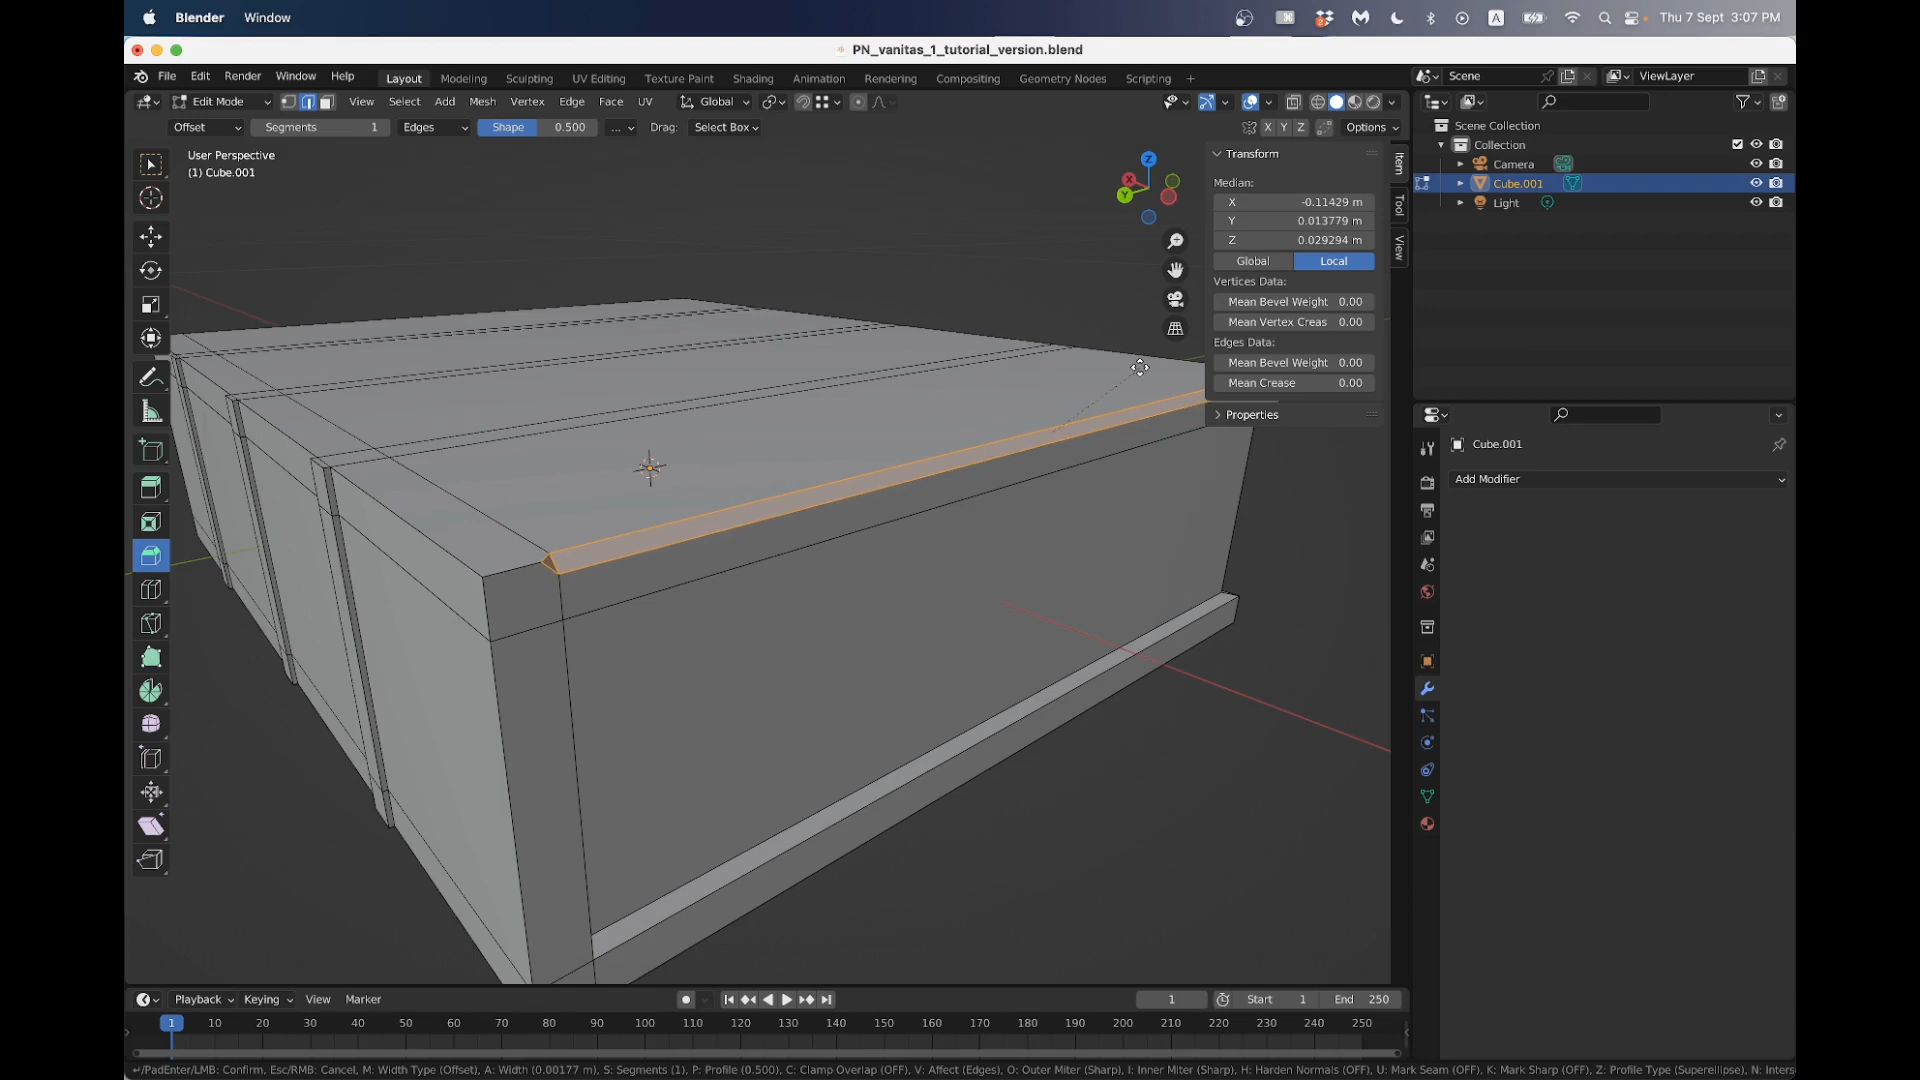 Blender Window
A
Thu 7 Sept 3:07 PM
PN_vanitas_1_tutorial_version.blend
File Edit Render Window Help
Layout Modeling Sculpting UV Editing Texture Paint Shading Animation Rendering Compositing Geometry Nodes Scripting +
Scene
ViewLayer
Edit Mode View Select Add Mesh Vertex Edge Face UV Global
Offset Segments 1 Edges Shape 0.500 ... Drag: Select Box
X Y Z Options
Scene Collection
Collection
Camera
Cube.001
Light
User Perspective
(1) Cube.001
Z
X
Y
Transform
Median:
X -0.11429 m
Y 0.013779 m
Z 0.029294 m
Global Local
Vertices Data:
Mean Bevel Weight 0.00
Mean Vertex Creas 0.00
Edges Data:
Mean Bevel Weight 0.00
Mean Crease 0.00
Properties
Item
Tool
View
Cube.001
Add Modifier
Playback Keying View Marker
1
Start 1 End 250
1 10 20 30 40 50 60 70 80 90 100 110 120 130 140 150 160 170 180 190 200 210 220 230 240 250
↵/PadEnter/LMB: Confirm, Esc/RMB: Cancel, M: Width Type (Offset), A: Width (0.00177 m), S: Segments (1), P: Profile (0.500), C: Clamp Overlap (OFF), V: Affect (Edges), O: Outer Miter (Sharp), I: Inner Miter (Sharp), H: Harden Normals (OFF), U: Mark Seam (OFF), K: Mark Sharp (OFF), Z: Profile Type (Superellipse), N: Inters